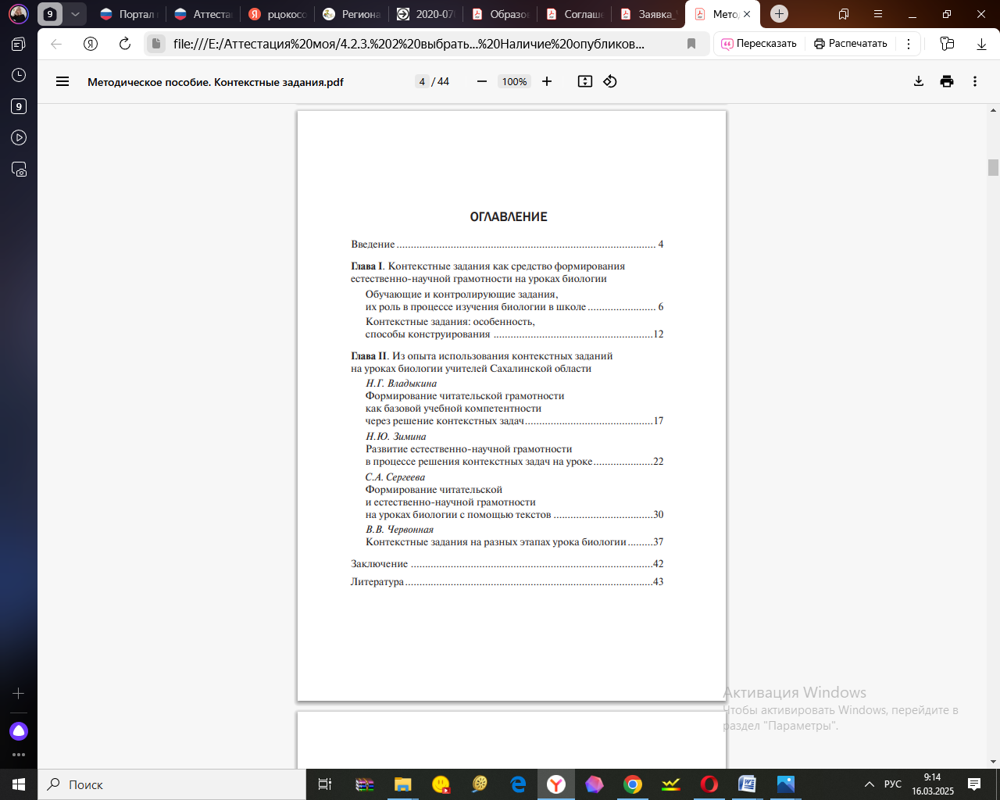 9
Портал
Аттеста
рцокосо
Региона
2020-07
Образо
Соглаш
Заявка_
Мето
file:///E:/Аттестация%20моя/4.2.3.%202%20выбрать...%20Наличие%20опубликов...
Пересказать
Распечатать
9
Методическое пособие. Контекстные задания.pdf
4 / 44
100%
ОГЛАВЛЕНИЕ
Введение ........ 4
Глава I. Контекстные задания как средство формирования
естественно-научной грамотности на уроках биологии
Обучающие и контролирующие задания,
их роль в процессе изучения биологии в школе ........ 6
Контекстные задания: особенность,
способы конструирования ........ 12
Глава II. Из опыта использования контекстных заданий
на уроках биологии учителей Сахалинской области
Н.Г. Владыкина
Формирование читательской грамотности
как базовой учебной компетентности
через решение контекстных задач ........ 17
Н.Ю. Зимина
Развитие естественно-научной грамотности
в процессе решения контекстных задач на уроке ........ 22
С.А. Сергеева
Формирование читательской
и естественно-научной грамотности
на уроках биологии с помощью текстов ........ 30
В.В. Червонная
Контекстные задания на разных этапах урока биологии ........ 37
Заключение ........ 42
Литература ........ 43
Активация Windows
Чтобы активировать Windows, перейдите в
раздел "Параметры".
Поиск
РУС
9:14
16.03.2025